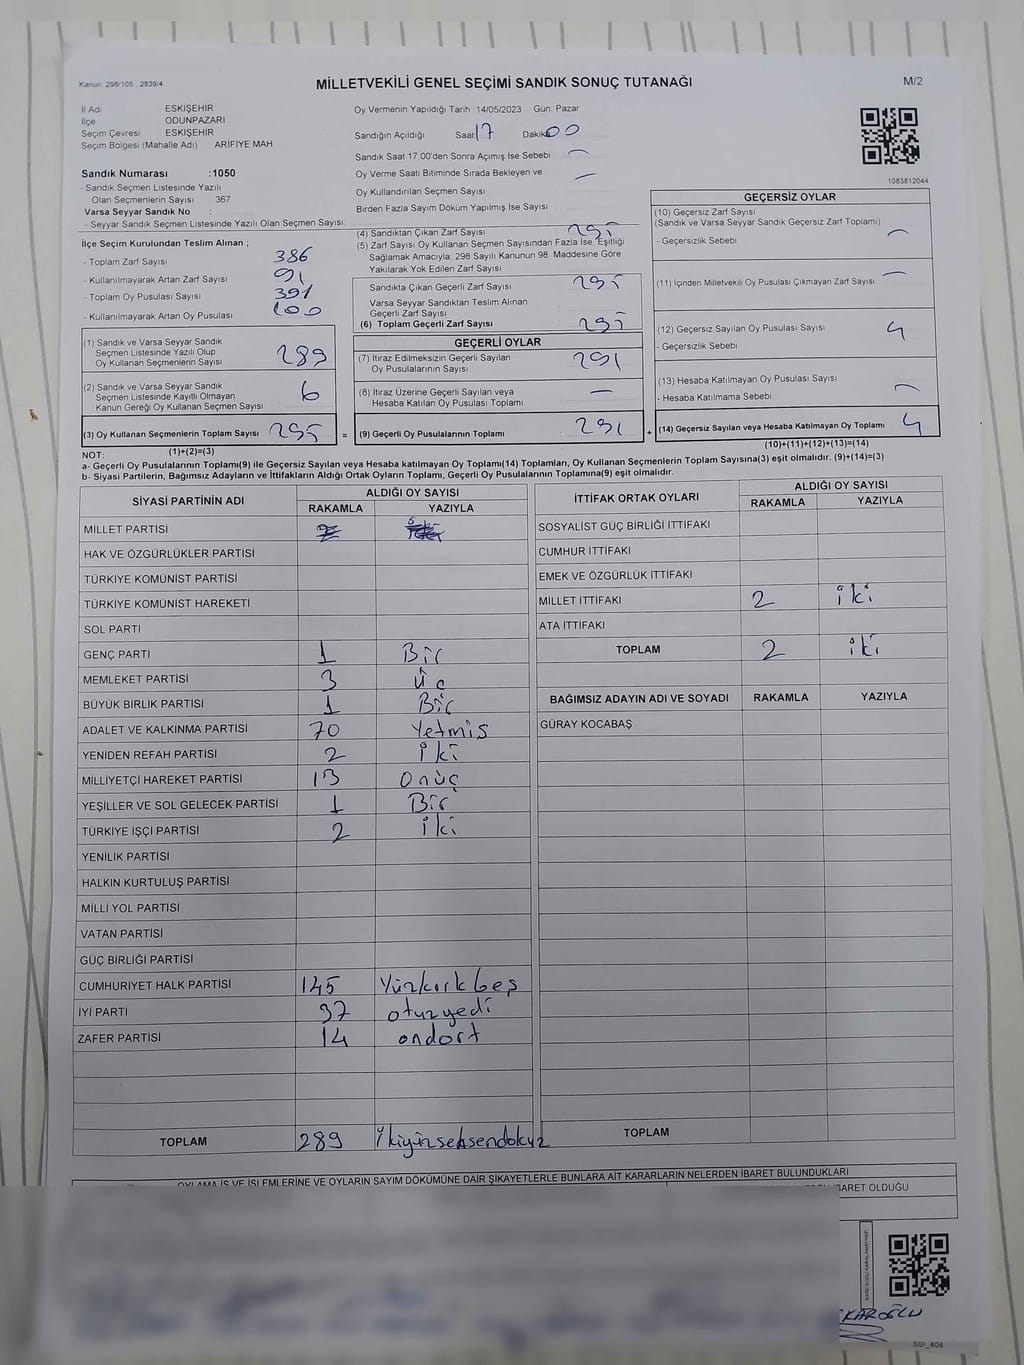 Kanun: 298/105 , 2839/4
MİLLETVEKİLİ GENEL SEÇİMİ SANDIK SONUÇ TUTANAĞI
M/2
İl Adı ESKİŞEHİR
İlçe ODUNPAZARI
Seçim Çevresi ESKİŞEHİR
Seçim Bölgesi (Mahalle Adı) ARIFIYE MAH
Oy Vermenin Yapıldığı Tarih 14/05/2023 Gün: Pazar
Sandığın Açıldığı Saat 17 Dakika 00
Sandık Saat 17:00'den Sonra Açımış İse Sebebi —
Oy Verme Saati Bitiminde Sırada Bekleyen ve —
Oy Kullandırılan Seçmen Sayısı
Birden Fazla Sayım Döküm Yapılmış İse Sayısı
1083812044
Sandık Numarası :1050
- Sandık Seçmen Listesinde Yazılı
Olan Seçmenlerin Sayısı 367
Varsa Seyyar Sandık No :
- Seyyar Sandık Seçmen Listesinde Yazılı Olan Seçmen Sayısı:
İlçe Seçim Kurulundan Teslim Alınan ;
- Toplam Zarf Sayısı 386
- Kullanılmayarak Artan Zarf Sayısı 91
- Toplam Oy Pusulası Sayısı 391
- Kullanılmayarak Artan Oy Pusulası 100
(1) Sandık ve Varsa Seyyar Sandık
Seçmen Listesinde Yazılı Olup
Oy Kullanan Seçmenlerin Sayısı 289
(2) Sandık ve Varsa Seyyar Sandık
Seçmen Listesinde Kayıtlı Olmayan
Kanun Gereği Oy Kullanan Seçmen Sayısı 6
(3) Oy Kullanan Seçmenlerin Toplam Sayısı 295
(1)+(2)=(3)
(4) Sandıktan Çıkan Zarf Sayısı 295
(5) Zarf Sayısı Oy Kullanan Seçmen Sayısından Fazla İse, Eşitliği
Sağlamak Amacıyla; 298 Sayılı Kanunun 98. Maddesine Göre
Yakılarak Yok Edilen Zarf Sayısı
Sandıkta Çıkan Geçerli Zarf Sayısı 295
Varsa Seyyar Sandıktan Teslim Alınan
Geçerli Zarf Sayısı
(6) Toplam Geçerli Zarf Sayısı 295
GEÇERLİ OYLAR
(7) İtiraz Edilmeksizin Geçerli Sayılan
Oy Pusulalarının Sayısı 291
(8) İtiraz Üzerine Geçerli Sayılan veya
Hesaba Katılan Oy Pusulası Toplamı —
= (9) Geçerli Oy Pusulalarının Toplamı 291 +
GEÇERSİZ OYLAR
(10) Geçersiz Zarf Sayısı
(Sandık ve Varsa Seyyar Sandık Geçersiz Zarf Toplamı)
- Geçersizlik Sebebi —
(11) İçinden Milletvekili Oy Pusulası Çıkmayan Zarf Sayısı —
(12) Geçersiz Sayılan Oy Pusulası Sayısı 4
- Geçersizlik Sebebi
(13) Hesaba Katılmayan Oy Pusulası Sayısı
- Hesaba Katılmama Sebebi —
(14) Geçersiz Sayılan veya Hesaba Katılmayan Oy Toplamı 4
(10)+(11)+(12)+(13)=(14)
NOT:
a- Geçerli Oy Pusulalarının Toplamı(9) ile Geçersiz Sayılan veya Hesaba katılmayan Oy Toplamı(14) Toplamları, Oy Kullanan Seçmenlerin Toplam Sayısına(3) eşit olmalıdır. (9)+(14)=(3)
b- Siyasi Partilerin, Bağımsız Adayların ve İttifakların Aldığı Ortak Oyların Toplamı, Geçerli Oy Pusulalarının Toplamına(9) eşit olmalıdır.
SİYASİ PARTİNİN ADI ALDIĞI OY SAYISI
RAKAMLA YAZIYLA
MİLLET PARTİSİ
HAK VE ÖZGÜRLÜKLER PARTİSİ
TÜRKİYE KOMÜNİST PARTİSİ
TÜRKİYE KOMÜNİST HAREKETİ
SOL PARTİ
GENÇ PARTİ 1 Bir
MEMLEKET PARTİSİ 3 üç
BÜYÜK BİRLİK PARTİSİ 1 Bir
ADALET VE KALKINMA PARTİSİ 70 Yetmis
YENİDEN REFAH PARTİSİ 2 iki
MİLLİYETÇİ HAREKET PARTİSİ 13 Onüç
YEŞİLLER VE SOL GELECEK PARTİSİ 1 Bir
TÜRKİYE İŞÇİ PARTİSİ 2 iki
YENİLİK PARTİSİ
HALKIN KURTULUŞ PARTİSİ
MİLLİ YOL PARTİSİ
VATAN PARTİSİ
GÜÇ BİRLİĞİ PARTİSİ
CUMHURİYET HALK PARTİSİ 145 Yüzkırkbeş
İYİ PARTİ 37 otuzyedi
ZAFER PARTİSİ 14 ondort
TOPLAM 289 ikiyüzseksendokuz
İTTİFAK ORTAK OYLARI ALDIĞI OY SAYISI
RAKAMLA YAZIYLA
SOSYALİST GÜÇ BİRLİĞİ İTTİFAKI
CUMHUR İTTİFAKI
EMEK VE ÖZGÜRLÜK İTTİFAKI
MİLLET İTTİFAKI 2 iki
ATA İTTİFAKI
TOPLAM 2 iki
BAĞIMSIZ ADAYIN ADI VE SOYADI RAKAMLA YAZIYLA
GÜRAY KOCABAŞ
TOPLAM
OYLAMA İŞ VE İŞLEMLERİNE VE OYLARIN SAYIM DÖKÜMÜNE DAİR ŞİKAYETLERLE BUNLARA AİT KARARLARIN NELERDEN İBARET BULUNDUKLARI
İBARET OLDUĞU
KAROĞLU